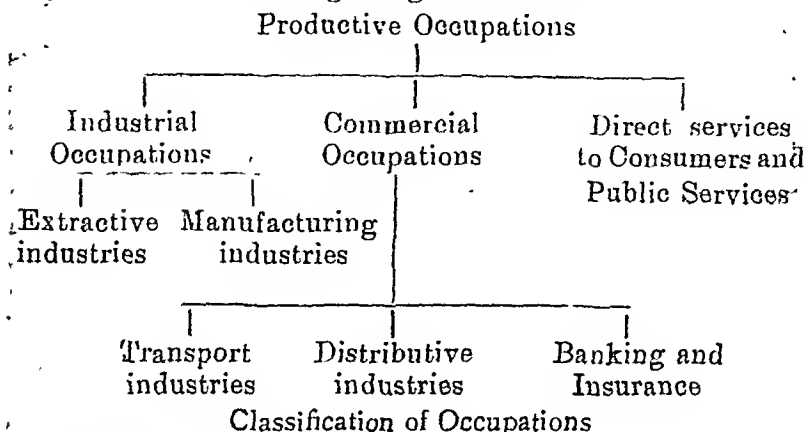 Productive Occupations
Industrial Commercial Direct services
Occupations Occupations to Consumers and
Public Services
Extractive Manufacturing
industries industries
Transport Distributive Banking and
industries industries Insurance
Classification of Occupations